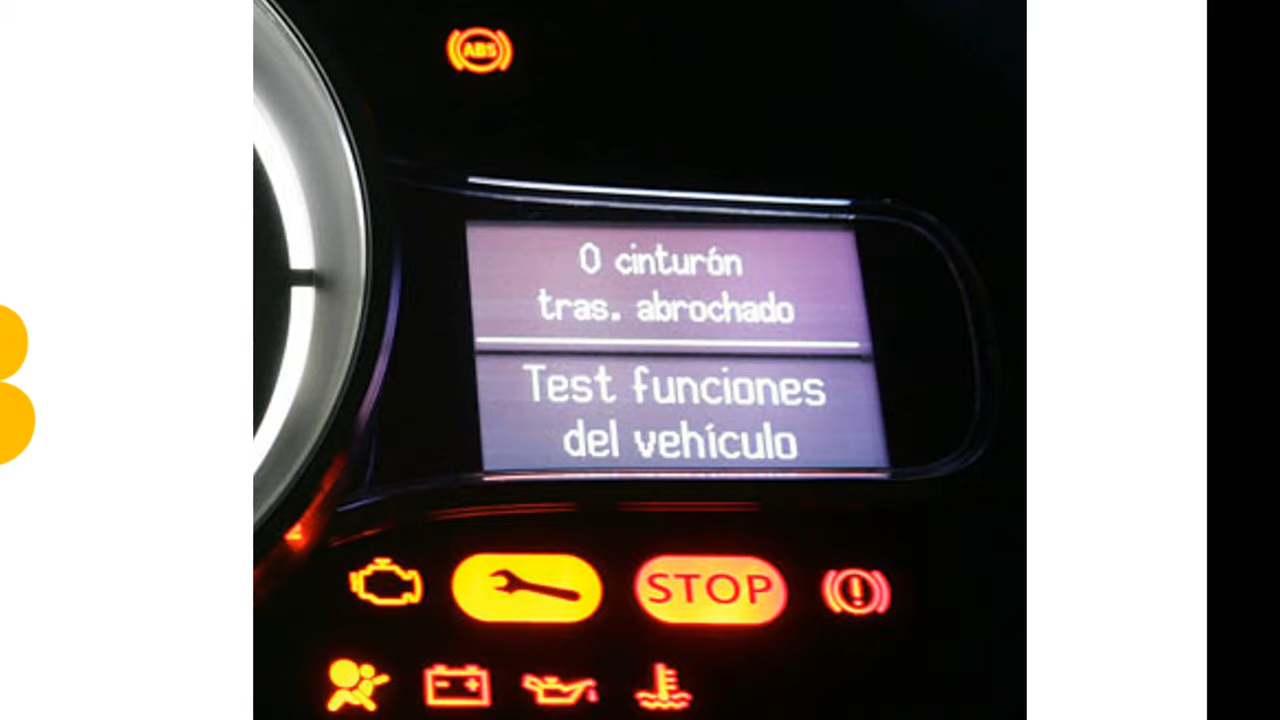 ABS
0 cinturón
tras. abrochado
Test funciones
del vehículo
STOP